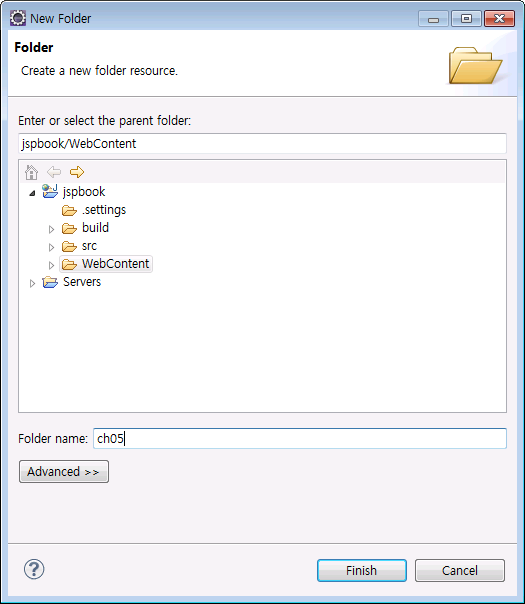 New Folder
Folder
Create a new folder resource.
Enter or select the parent folder:
jspbook/WebContent
jspbook
.settings
build
src
WebContent
Servers
Folder name: ch05
Advanced >>
? Finish Cancel